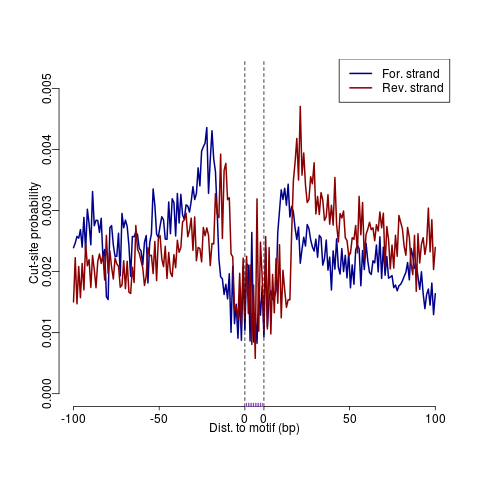 For. strand
Rev. strand
0.005
0.004
0.003
0.002
0.001
0.000
Cut-site probability
-100 -50 0 0 50 100
Dist. to motif (bp)